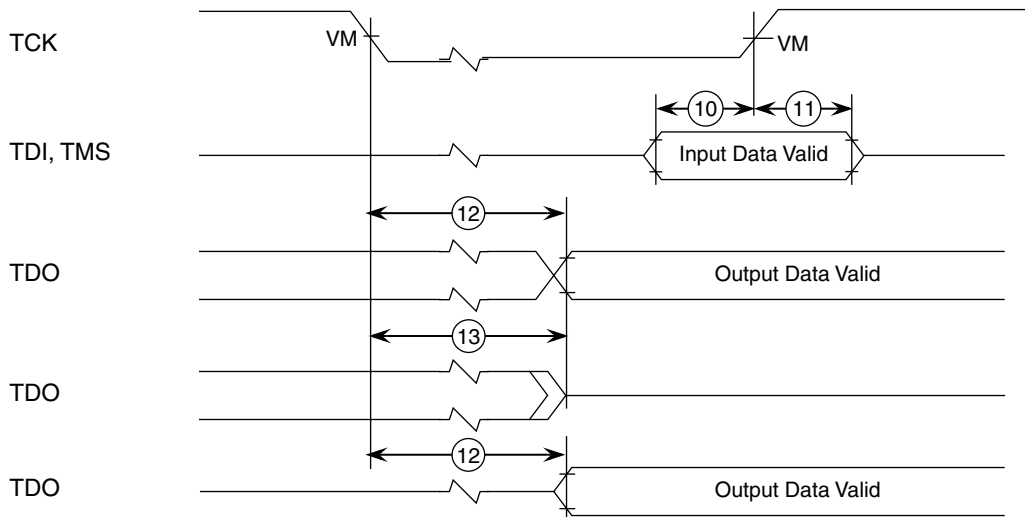 TCK
VM
VM
10
11
TDI, TMS
Input Data Valid
12
TDO
Output Data Valid
13
TDO
12
TDO
Output Data Valid